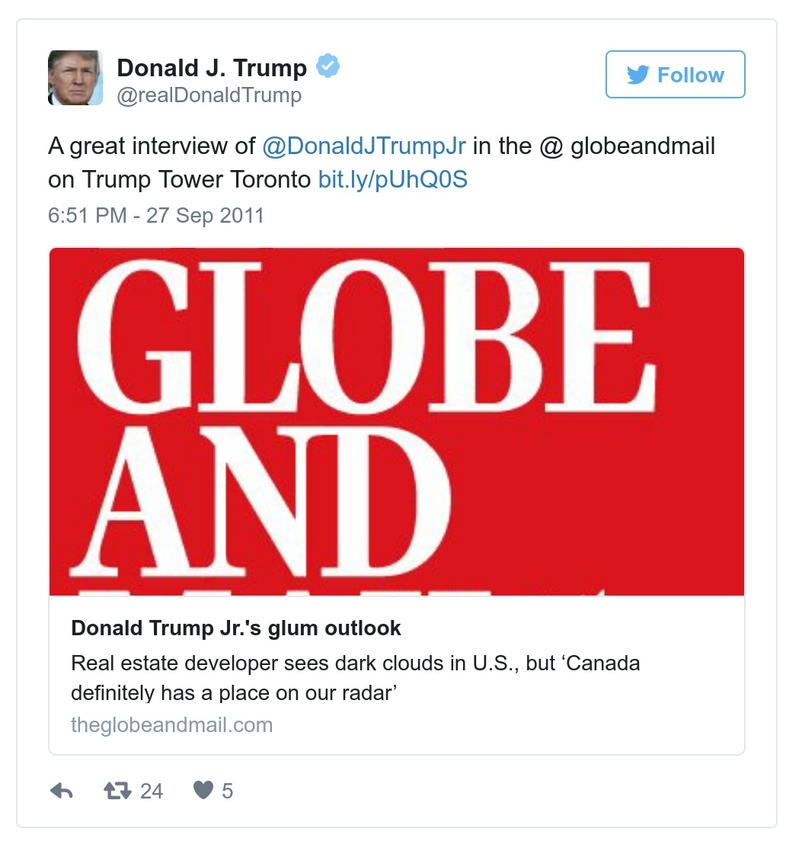 Donald J. Trump
@realDonaldTrump
Follow
A great interview of @DonaldJTrumpJr in the @ globeandmail
on Trump Tower Toronto bit.ly/pUhQ0S
6:51 PM - 27 Sep 2011
GLOBE
AND
Donald Trump Jr.'s glum outlook
Real estate developer sees dark clouds in U.S., but ‘Canada
definitely has a place on our radar’
theglobeandmail.com
24
5